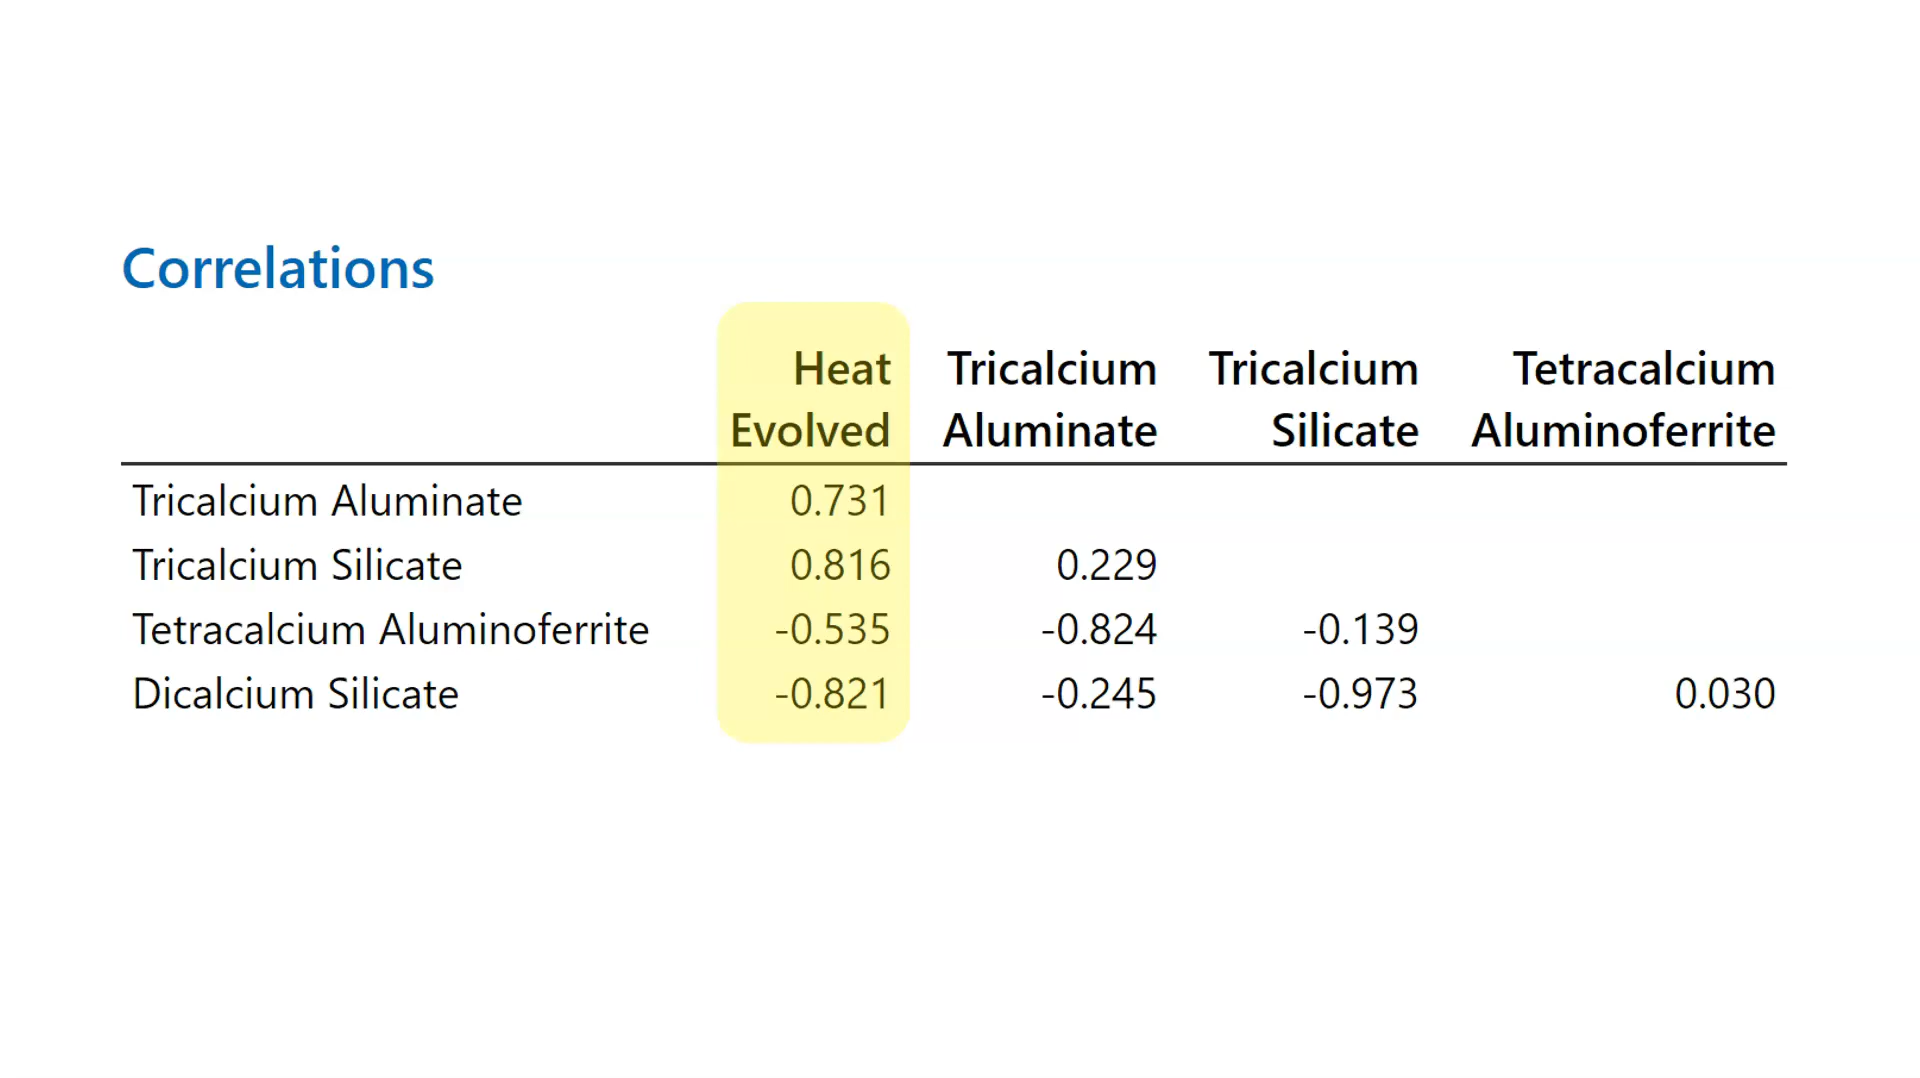 Correlations
Heat Tricalcium Tricalcium Tetracalcium
Evolved Aluminate Silicate Aluminoferrite
Tricalcium Aluminate 0.731
Tricalcium Silicate 0.816 0.229
Tetracalcium Aluminoferrite -0.535 -0.824 -0.139
Dicalcium Silicate -0.821 -0.245 -0.973 0.030